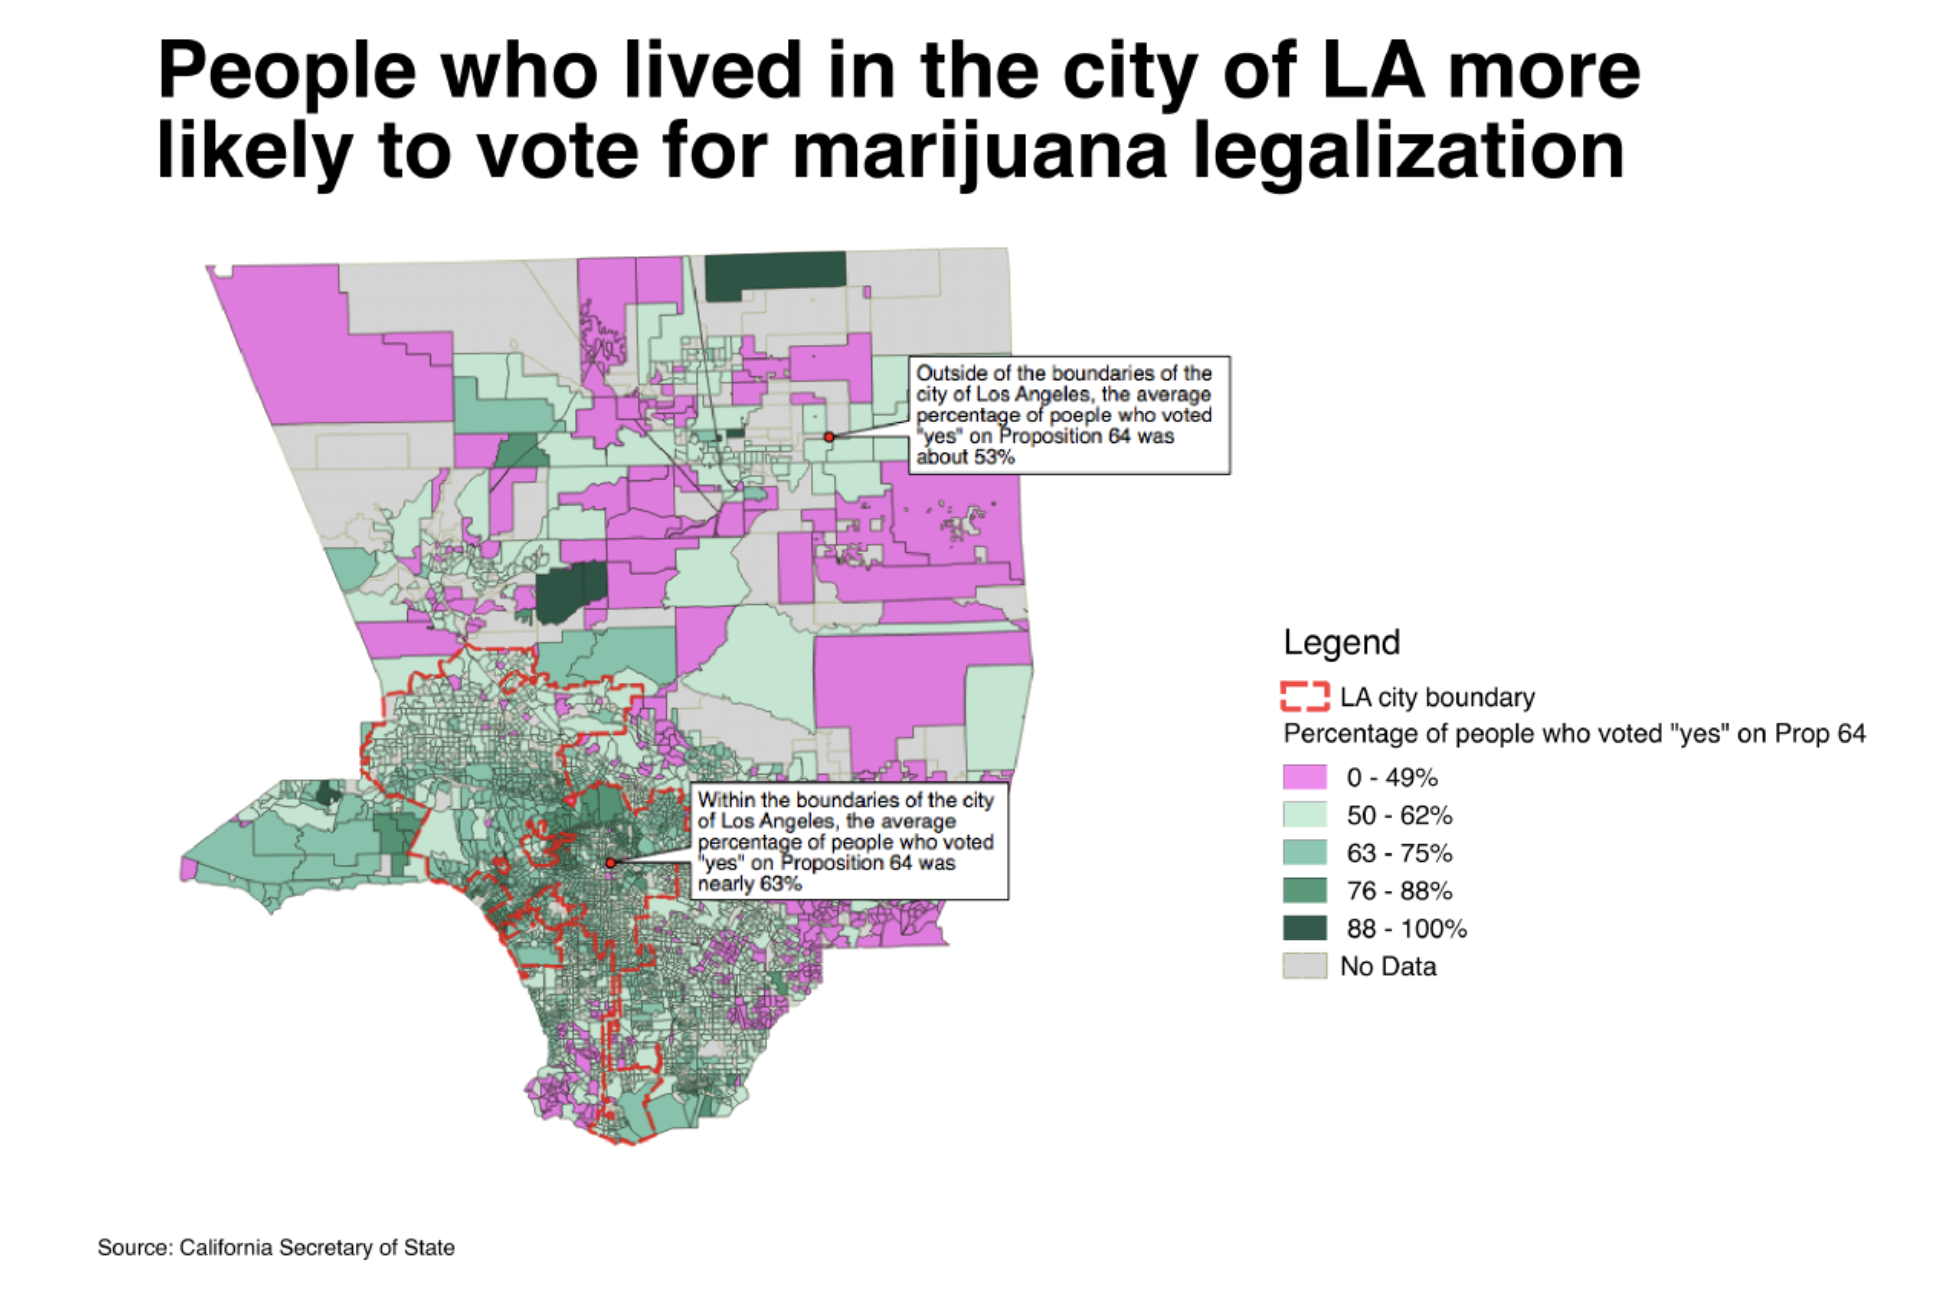 People who lived in the city of LA more
likely to vote for marijuana legalization
Outside of the boundaries of the
city of Los Angeles, the average
percentage of poeple who voted
"yes" on Proposition 64 was
about 53%
Within the boundaries of the city
of Los Angeles, the average
percentage of people who voted
"yes" on Proposition 64 was
nearly 63%
Legend
LA city boundary
Percentage of people who voted "yes" on Prop 64
0 - 49%
50 - 62%
63 - 75%
76 - 88%
88 - 100%
No Data
Source: California Secretary of State